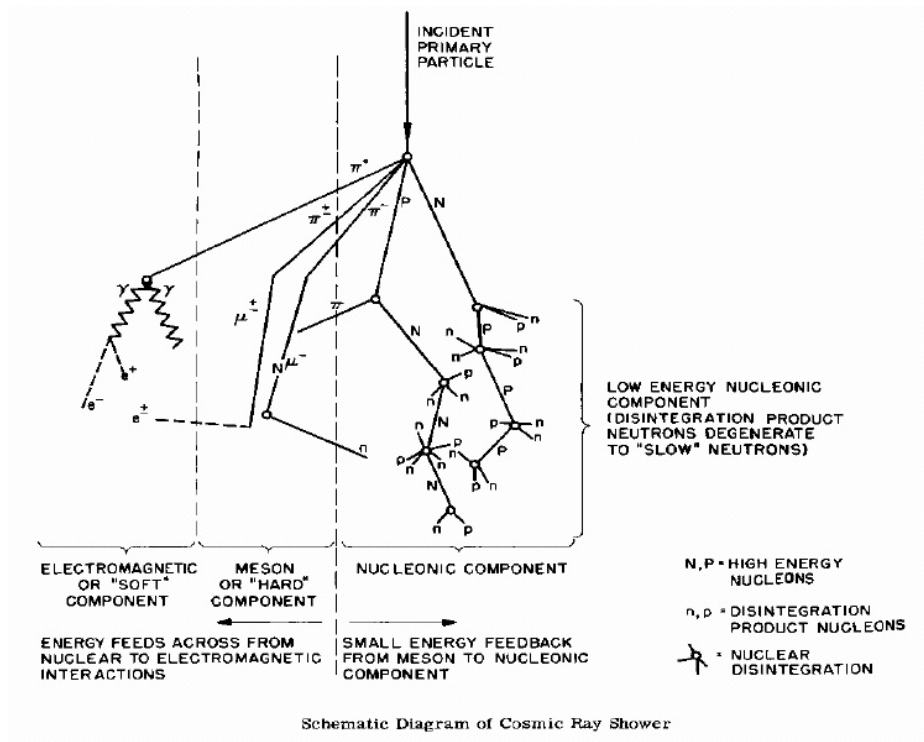 INCIDENT
PRIMARY
PARTICLE
π°
π±
π-
P
N
γ γ
μ±
π
n
p
n
P
n
n
p
N
e+
N μ-
p
n
n
P
e-
e±
N
p n
n
n
p
n
p
n
n
P
n
n
p
n
N
n
p
LOW ENERGY NUCLEONIC
COMPONENT
(DISINTEGRATION PRODUCT
NEUTRONS DEGENERATE
TO "SLOW" NEUTRONS)
ELECTROMAGNETIC
OR "SOFT"
COMPONENT
MESON
OR "HARD"
COMPONENT
NUCLEONIC COMPONENT
ENERGY FEEDS ACROSS FROM
NUCLEAR TO ELECTROMAGNETIC
INTERACTIONS
SMALL ENERGY FEEDBACK
FROM MESON TO NUCLEONIC
COMPONENT
N,P = HIGH ENERGY
NUCLEONS
n,p = DISINTEGRATION
PRODUCT NUCLEONS
= NUCLEAR
DISINTEGRATION
Schematic Diagram of Cosmic Ray Shower